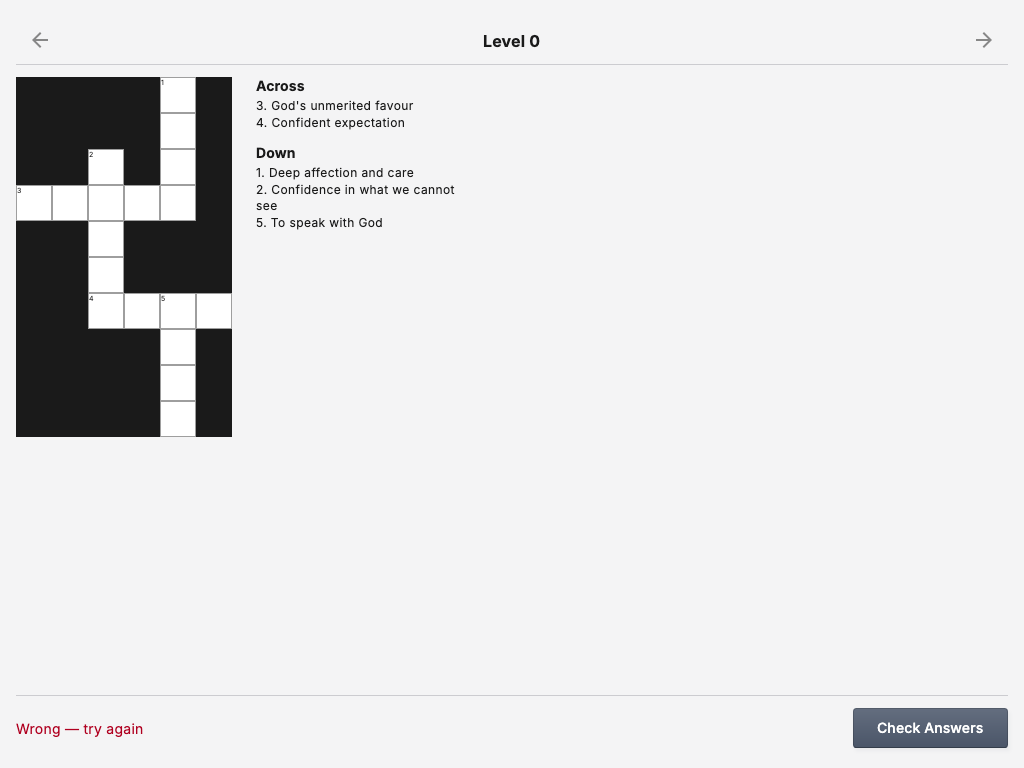 Level 0
1
2
3
4
5
Across
3. God's unmerited favour
4. Confident expectation
Down
1. Deep affection and care
2. Confidence in what we cannot
see
5. To speak with God
Wrong — try again
Check Answers